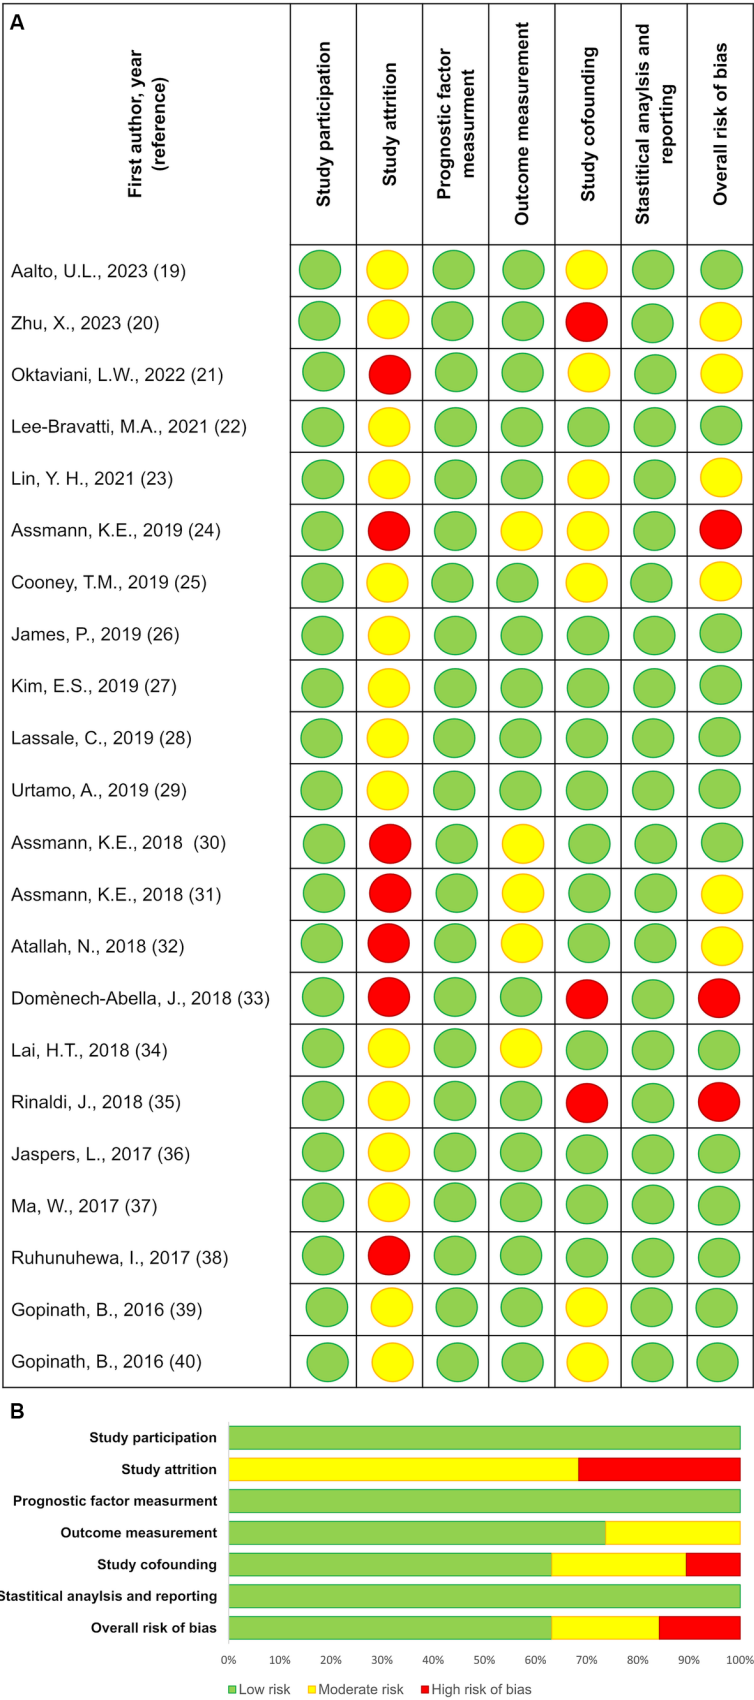 A
First author, year
(reference)
Study participation
Study attrition
Prognostic factor
measurment
Outcome measurement
Study cofounding
Stastitical anaylsis and
reporting
Overall risk of bias
Aalto, U.L., 2023 (19)
Zhu, X., 2023 (20)
Oktaviani, L.W., 2022 (21)
Lee-Bravatti, M.A., 2021 (22)
Lin, Y. H., 2021 (23)
Assmann, K.E., 2019 (24)
Cooney, T.M., 2019 (25)
James, P., 2019 (26)
Kim, E.S., 2019 (27)
Lassale, C., 2019 (28)
Urtamo, A., 2019 (29)
Assmann, K.E., 2018 (30)
Assmann, K.E., 2018 (31)
Atallah, N., 2018 (32)
Domènech-Abella, J., 2018 (33)
Lai, H.T., 2018 (34)
Rinaldi, J., 2018 (35)
Jaspers, L., 2017 (36)
Ma, W., 2017 (37)
Ruhunuhewa, I., 2017 (38)
Gopinath, B., 2016 (39)
Gopinath, B., 2016 (40)
B
Study participation
Study attrition
Prognostic factor measurment
Outcome measurement
Study cofounding
Stastitical anaylsis and reporting
Overall risk of bias
0% 10% 20% 30% 40% 50% 60% 70% 80% 90% 100%
Low risk Moderate risk High risk of bias